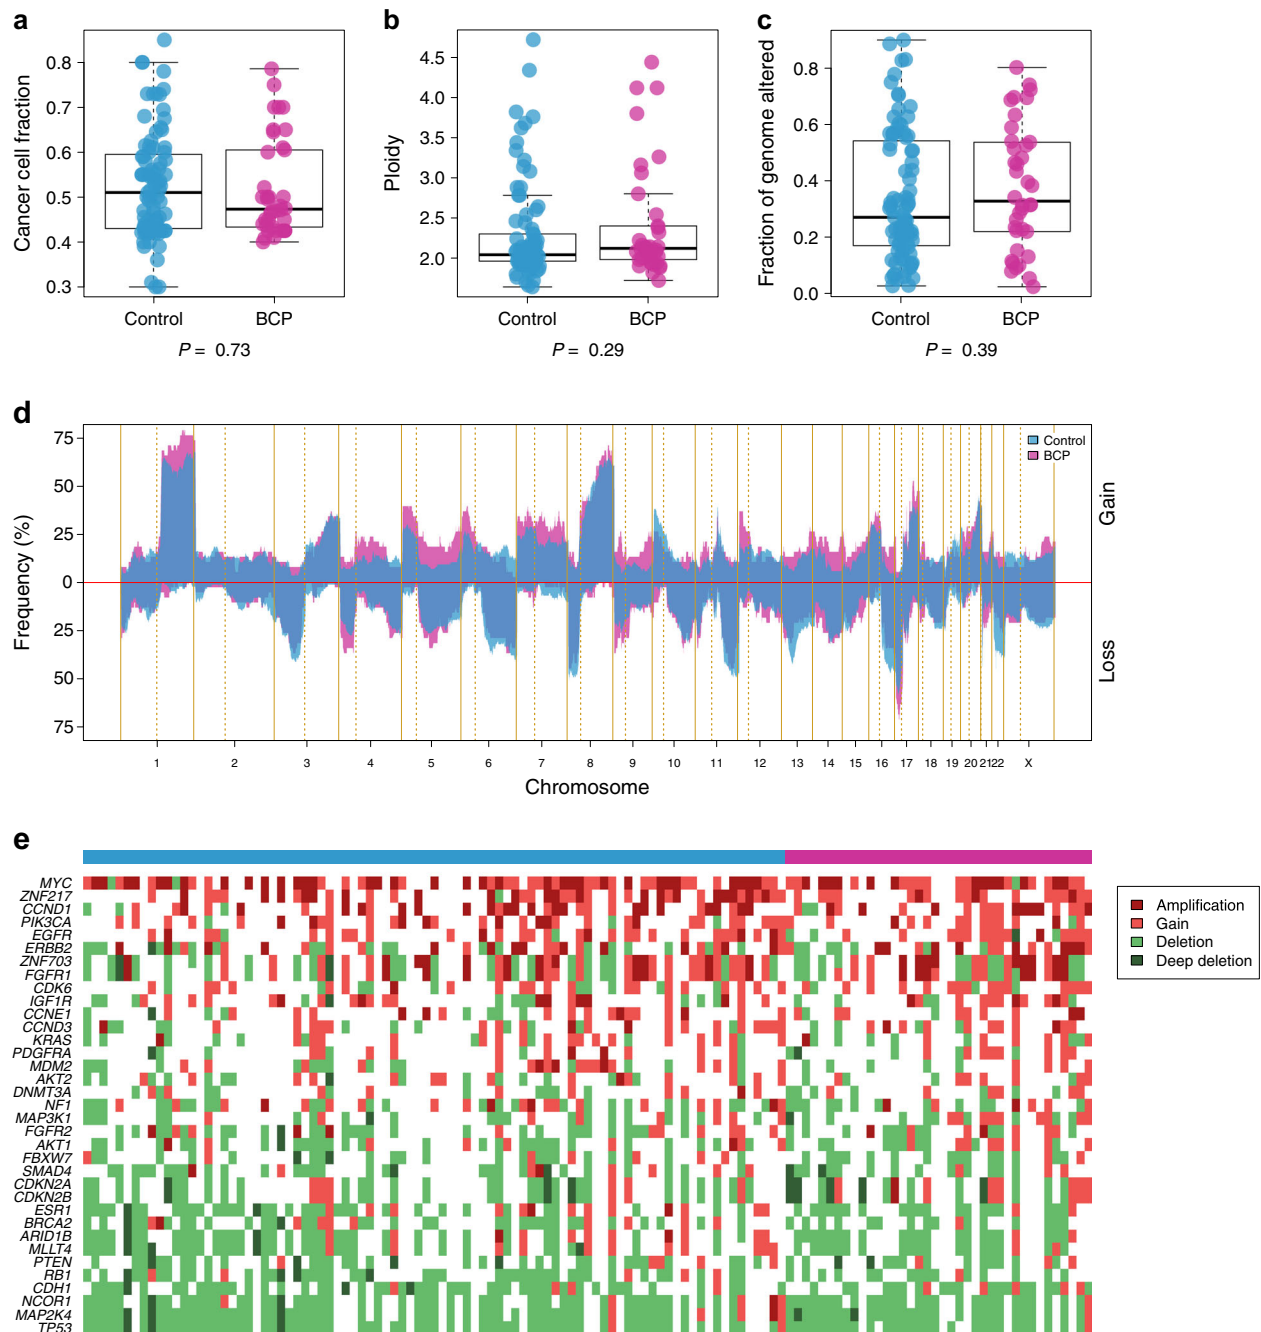 a
Cancer cell fraction
0.8
0.7
0.6
0.5
0.4
0.3
Control
BCP
P = 0.73
b
Ploidy
4.5
4.0
3.5
3.0
2.5
2.0
Control
BCP
P = 0.29
c
Fraction of genome altered
0.8
0.6
0.4
0.2
0.0
Control
BCP
P = 0.39
d
Frequency (%)
75
50
25
0
25
50
75
Control
BCP
Gain
Loss
1 2 3 4 5 6 7 8 9 10 11 12 13 14 15 16 17 18 19 20 21 22 X
Chromosome
e
MYC
ZNF217
CCND1
PIK3CA
EGFR
ERBB2
ZNF703
FGFR1
CDK6
IGF1R
CCNE1
CCND3
KRAS
PDGFRA
MDM2
AKT2
DNMT3A
NF1
MAP3K1
FGFR2
AKT1
FBXW7
SMAD4
CDKN2A
CDKN2B
ESR1
BRCA2
ARID1B
MLLT4
PTEN
RB1
CDH1
NCOR1
MAP2K4
TP53
Amplification
Gain
Deletion
Deep deletion